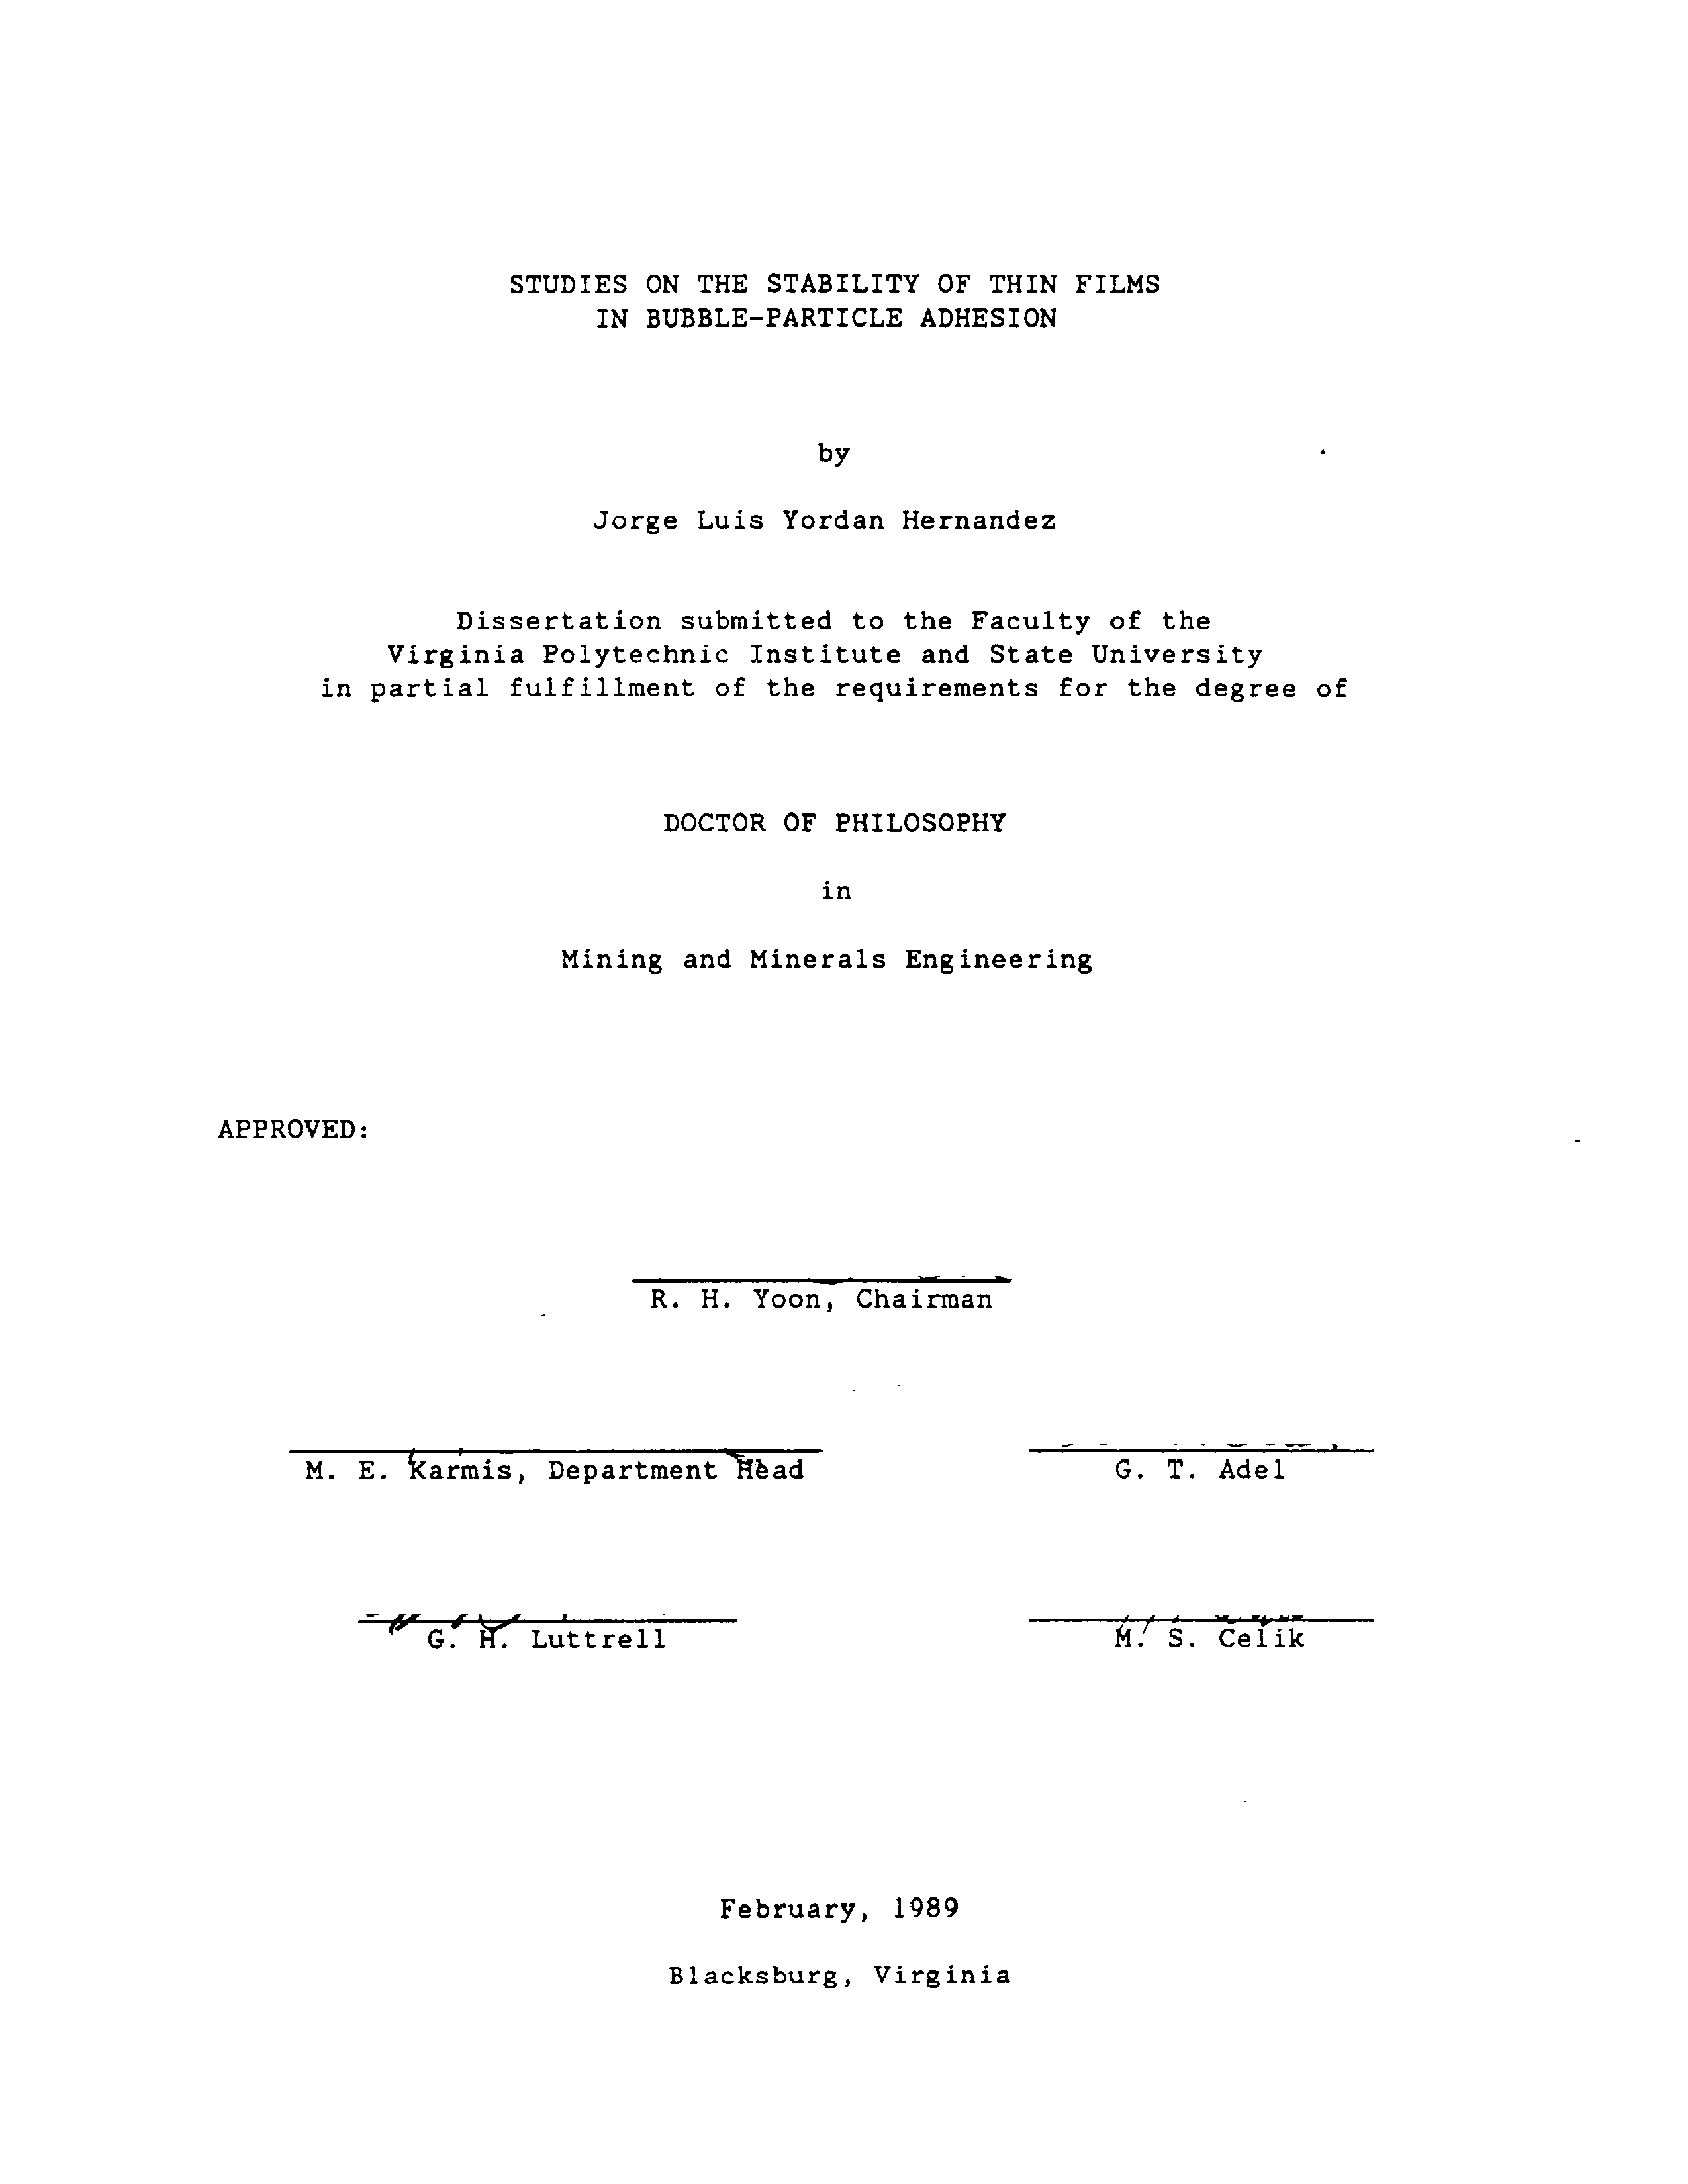 STUDIES ON THE STABILITY OF THIN FILMS
IN BUBBLE-PARTICLE ADHESION
by
Jorge Luis Yordan Hernandez
Dissertation submitted to the Faculty of the
Virginia Polytechnic Institute and State University
in partial fulfillment of the requirements for the degree of
DOCTOR OF PHILOSOPHY
in
Mining and Minerals Engineering
APPROVED:
R. H. Yoon, Chairman
M. E. Karmis, Department Head
G. T. Adel
G. H. Luttrell
M. S. Celik
February, 1989
Blacksburg, Virginia